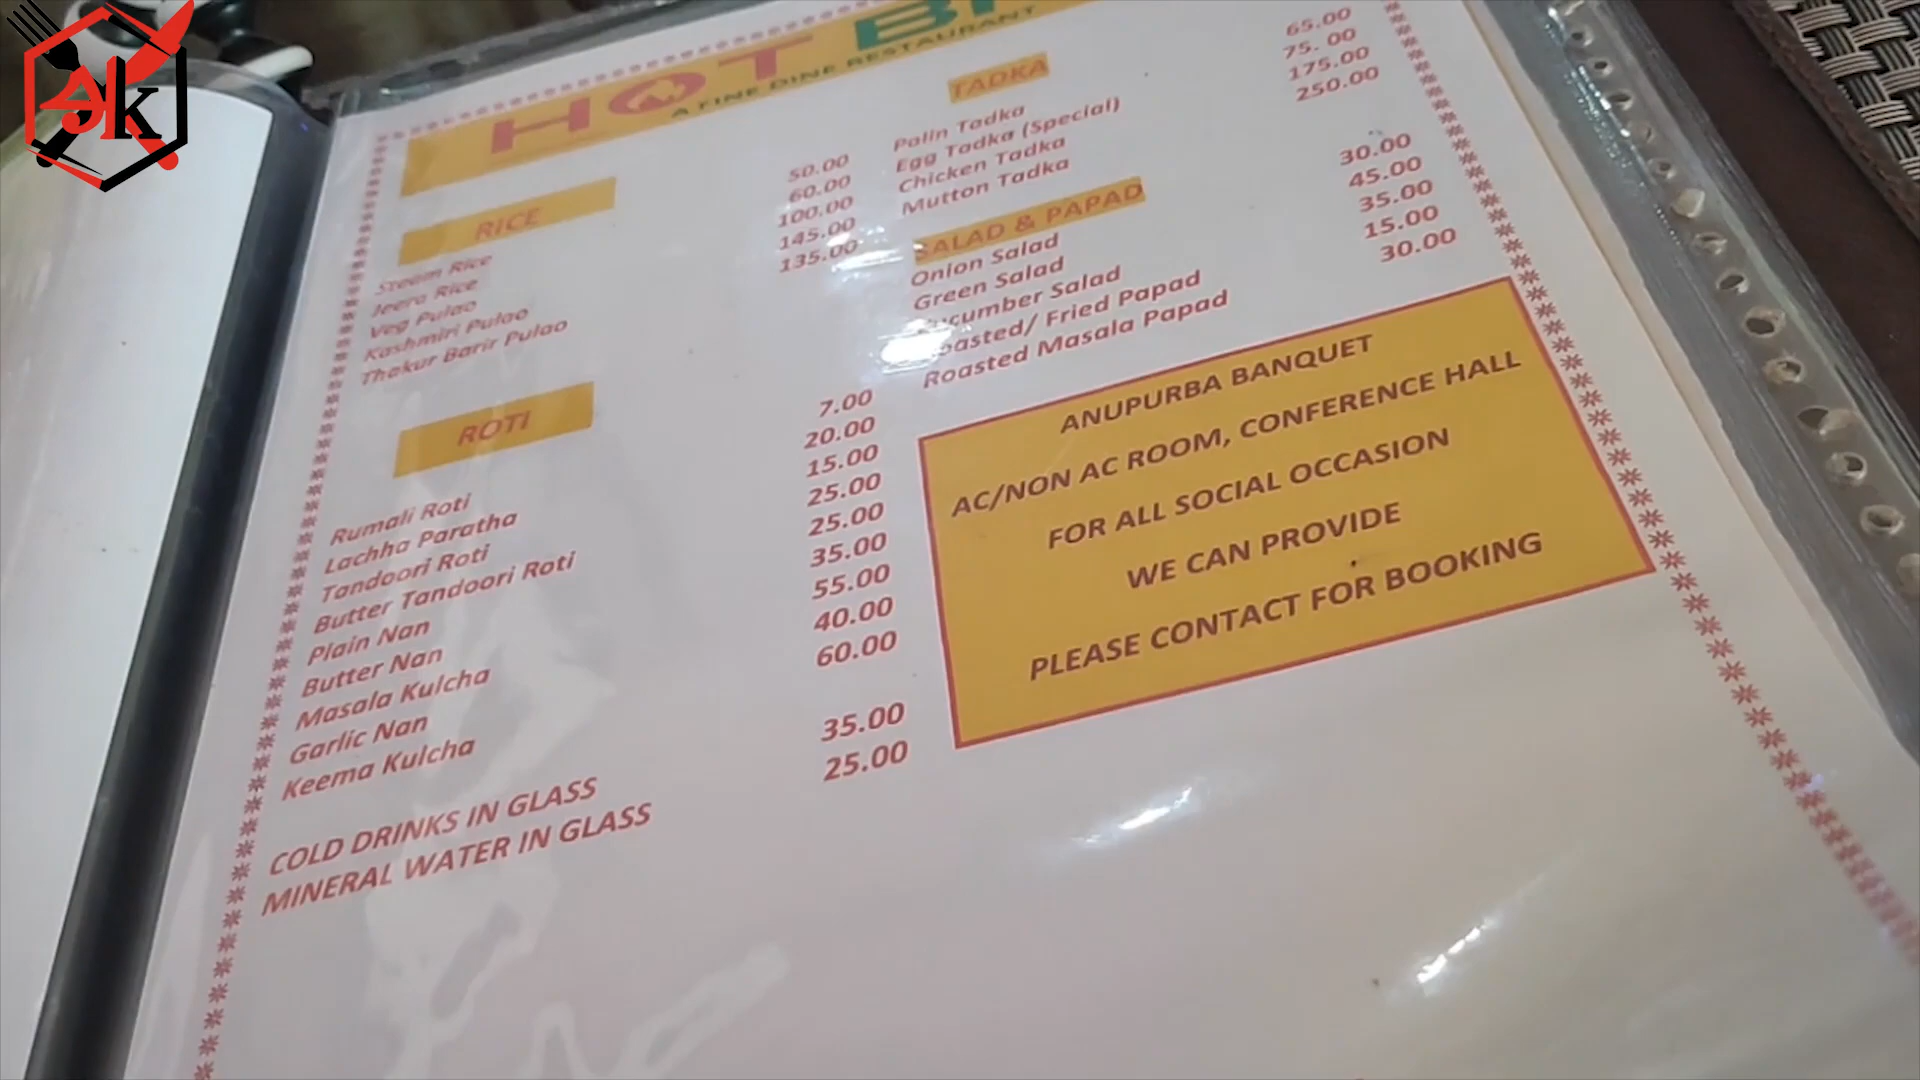 HOT
A FINE DINE RESTAURANT
RICE
Steam Rice 50.00
Jeera Rice 60.00
Veg Pulao 100.00
Kashmiri Pulao 145.00
Thakur Barir Pulao 135.00
ROTI
Rumali Roti 7.00
Lachha Paratha 20.00
Tandoori Roti 15.00
Butter Tandoori Roti 25.00
Plain Nan 25.00
Butter Nan 35.00
Masala Kulcha 55.00
Garlic Nan 40.00
Keema Kulcha 60.00
COLD DRINKS IN GLASS 35.00
MINERAL WATER IN GLASS 25.00
TADKA
Palin Tadka 65.00
Egg Tadka (Special) 75. 00
Chicken Tadka 175.00
Mutton Tadka 250.00
SALAD & PAPAD
Onion Salad 30.00
Green Salad 45.00
Cucumber Salad 35.00
Roasted/ Fried Papad 15.00
Roasted Masala Papad 30.00
ANUPURBA BANQUET
AC/NON AC ROOM, CONFERENCE HALL
FOR ALL SOCIAL OCCASION
WE CAN PROVIDE
PLEASE CONTACT FOR BOOKING